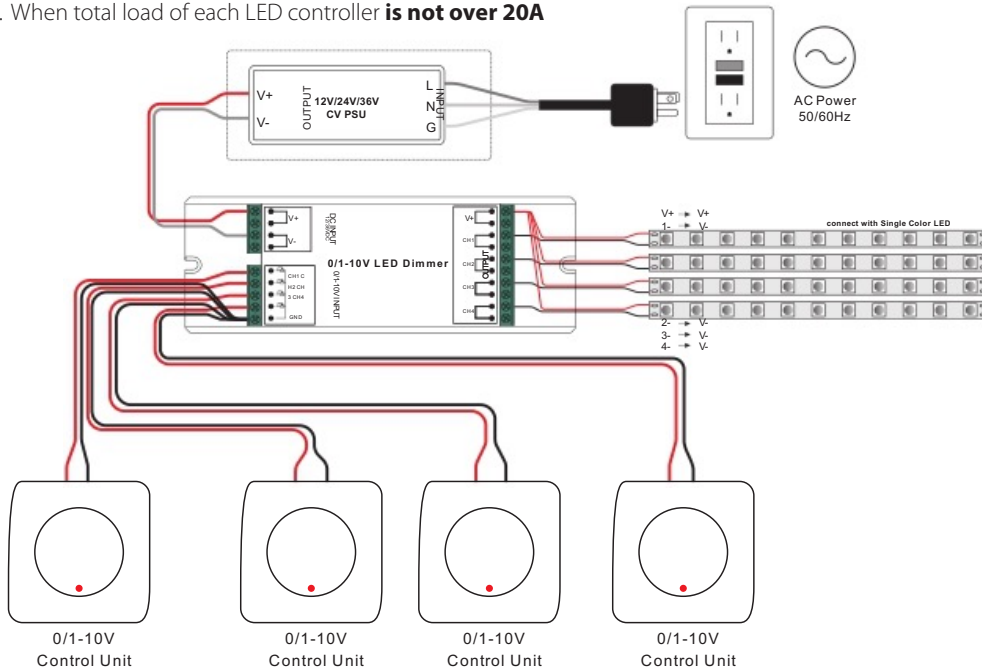 . When total load of each LED controller is not over 20A
V+
V-
OUTPUT
12V/24V/36V
CV PSU
INPUT
L
N
G
AC Power
50/60Hz
V+
V-
DC INPUT
0/1-10V LED Dimmer
CH1 C
H2 CH
3 CH4
GND
0/1-10V INPUT
V+
CH1
CH2
CH3
CH4
OUTPUT
V+ → V+
1- → V-
connect with Single Color LED
2- → V-
3- → V-
4- → V-
0/1-10V
Control Unit
0/1-10V
Control Unit
0/1-10V
Control Unit
0/1-10V
Control Unit